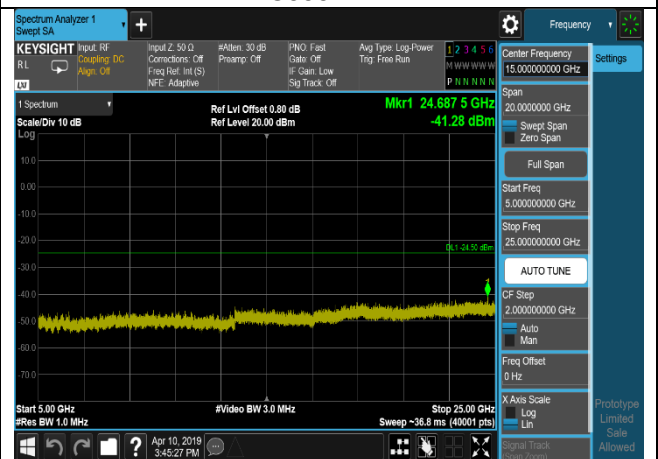 Spectrum Analyzer 1
Swept SA
Frequency
KEYSIGHT
RL
LXI
Input: RF
Coupling: DC
Align: Off
Input Z: 50 Ω
Corrections: Off
Freq Ref: Int (S)
NFE: Adaptive
#Atten: 30 dB
Preamp: Off
PNO: Fast
Gate: Off
IF Gain: Low
Sig Track: Off
Avg Type: Log-Power
Trig: Free Run
1 2 3 4 5 6
M W W W W W
P N N N N N
1 Spectrum
Scale/Div 10 dB
Log
Ref Lvl Offset 0.80 dB
Ref Level 20.00 dBm
Mkr1 24.687 5 GHz
-41.28 dBm
10.0
0.00
-10.0
-20.0
-30.0
-40.0
-50.0
-60.0
-70.0
DL1 -24.50 dBm
1
Start 5.00 GHz
#Res BW 1.0 MHz
#Video BW 3.0 MHz
Stop 25.00 GHz
Sweep ~36.8 ms (40001 pts)
Apr 10, 2019
3:45:27 PM
Center Frequency
15.000000000 GHz
Settings
Span
20.0000000 GHz
Swept Span
Zero Span
Full Span
Start Freq
5.000000000 GHz
Stop Freq
25.000000000 GHz
AUTO TUNE
CF Step
2.000000000 GHz
Auto
Man
Freq Offset
0 Hz
X Axis Scale
Log
Lin
Signal Track
(Span Zoom)
Prototype
Limited
Sale
Allowed